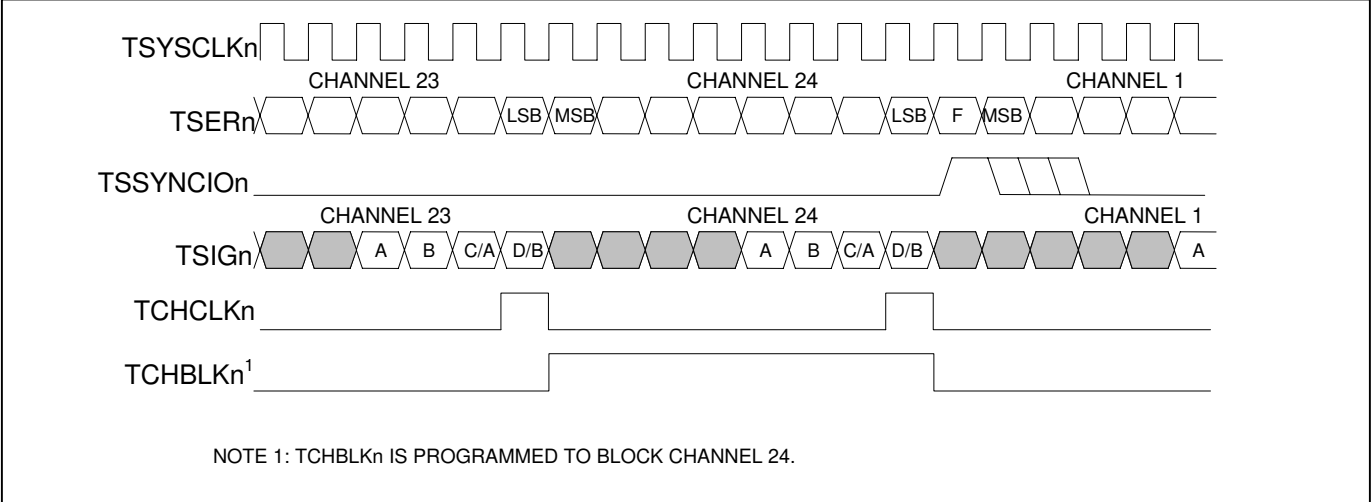 TSYSCLKn
CHANNEL 23 CHANNEL 24 CHANNEL 1
TSERn LSB MSB LSB F MSB
TSSYNCIOn
CHANNEL 23 CHANNEL 24 CHANNEL 1
TSIGn A B C/A D/B A B C/A D/B A
TCHCLKn
TCHBLKn¹
NOTE 1: TCHBLKn IS PROGRAMMED TO BLOCK CHANNEL 24.